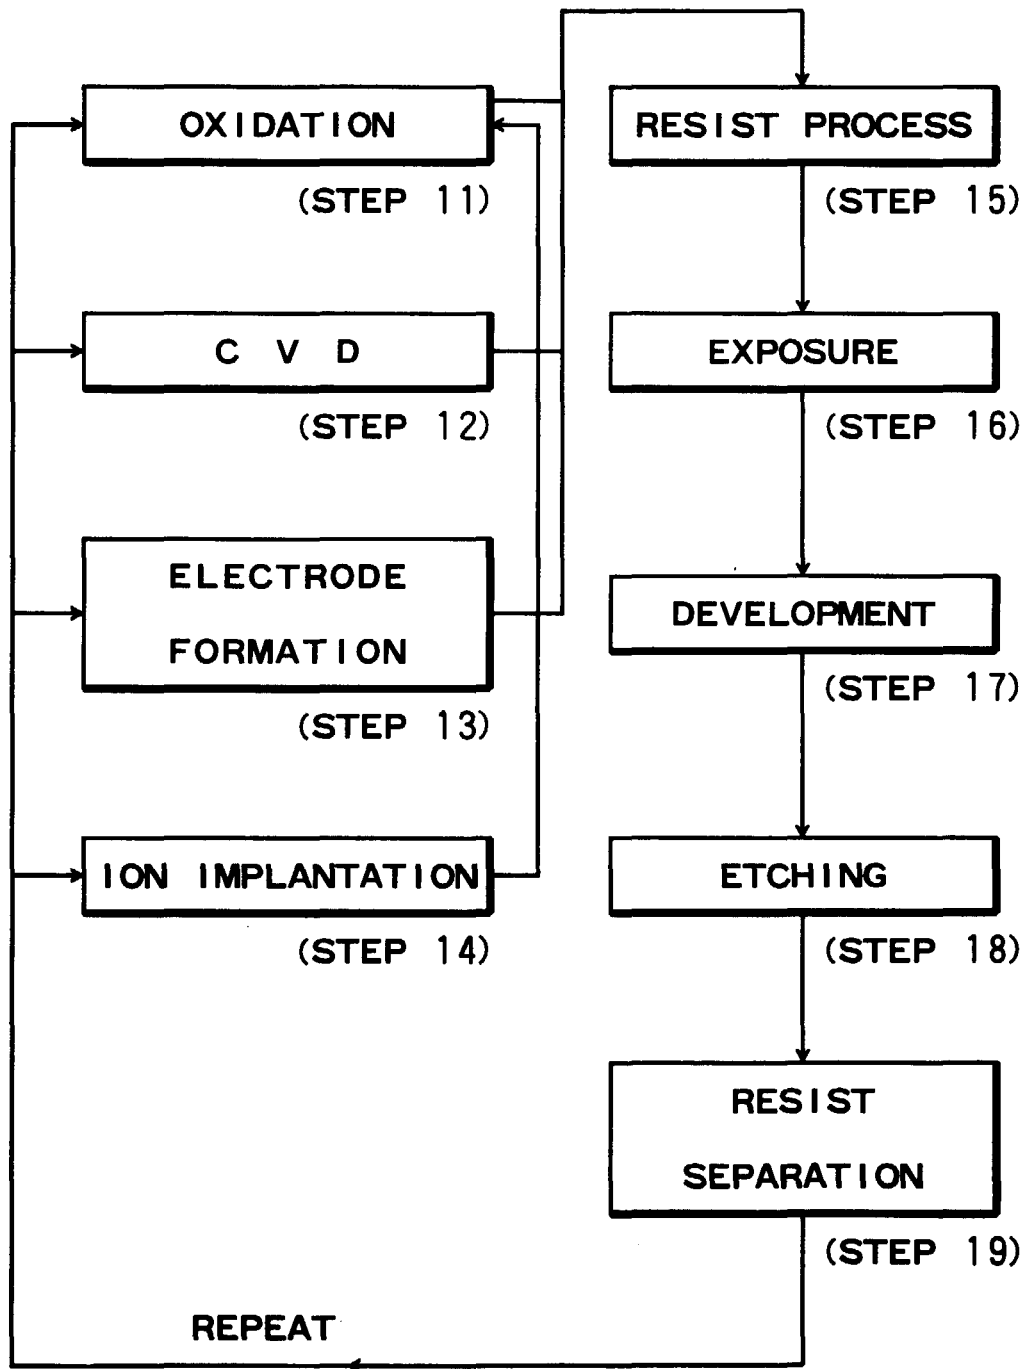 OXIDATION
(STEP 11)
C V D
(STEP 12)
ELECTRODE
FORMATION
(STEP 13)
ION IMPLANTATION
(STEP 14)
RESIST PROCESS
(STEP 15)
EXPOSURE
(STEP 16)
DEVELOPMENT
(STEP 17)
ETCHING
(STEP 18)
RESIST
SEPARATION
(STEP 19)
REPEAT